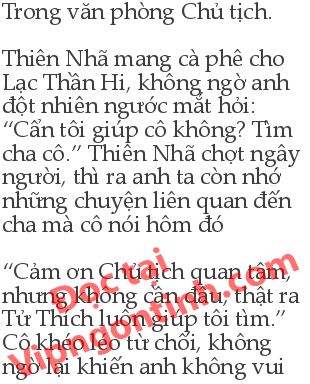 Trong văn phòng Chủ tịch.

Thiên Nhã mang cà phê cho
Lạc Thần Hi, không ngờ anh
đột nhiên ngước mắt hỏi:
“Cần tôi giúp cô không? Tìm
cha cô.” Thiên Nhã chợt ngây
người, thì ra anh ta còn nhớ
những chuyện liên quan đến
cha mà cô nói hôm đó

“Cảm ơn Chủ tịch quan tâm,
nhưng không cần đâu, thật ra
Tử Thích luôn giúp tôi tìm.”
Cô khéo léo từ chối, không
ngờ lại khiến anh không vui
Đọc tại
Vipngontinh.com